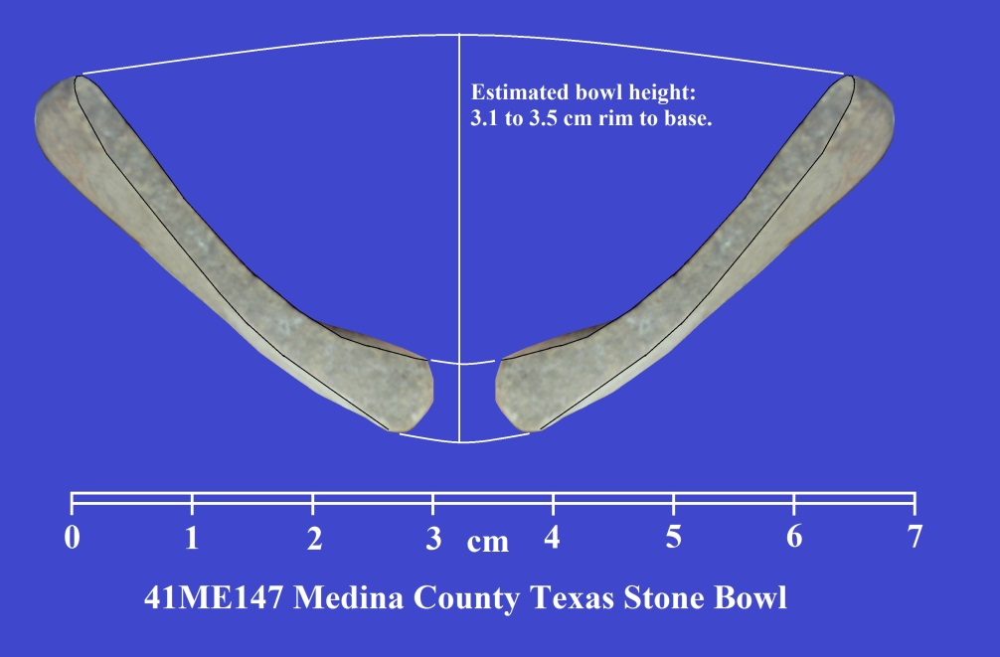 Estimated bowl height:
3.1 to 3.5 cm rim to base.
0 1 2 3 cm 4 5 6 7
41ME147 Medina County Texas Stone Bowl